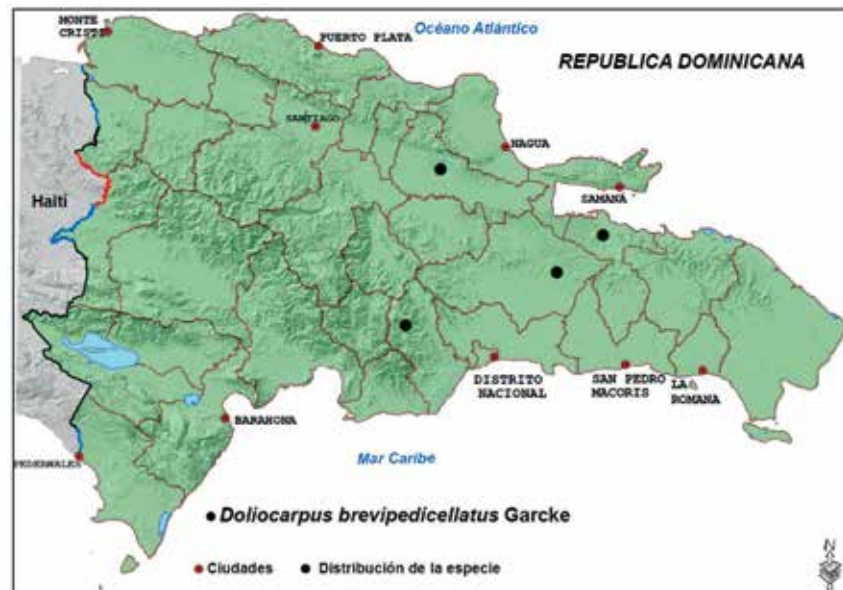 MONTE
CRISTI
PUERTO PLATA
Océano Atlántico
REPUBLICA DOMINICANA
SANTIAGO
NAGUA
SAMANA
Haití
DISTRITO
NACIONAL
SAN PEDRO
MACORIS
LA
ROMANA
BARAHONA
PEDERNALES
Mar Caribe
Doliocarpus brevipedicellatus Garcke
Ciudades
Distribución de la especie
N